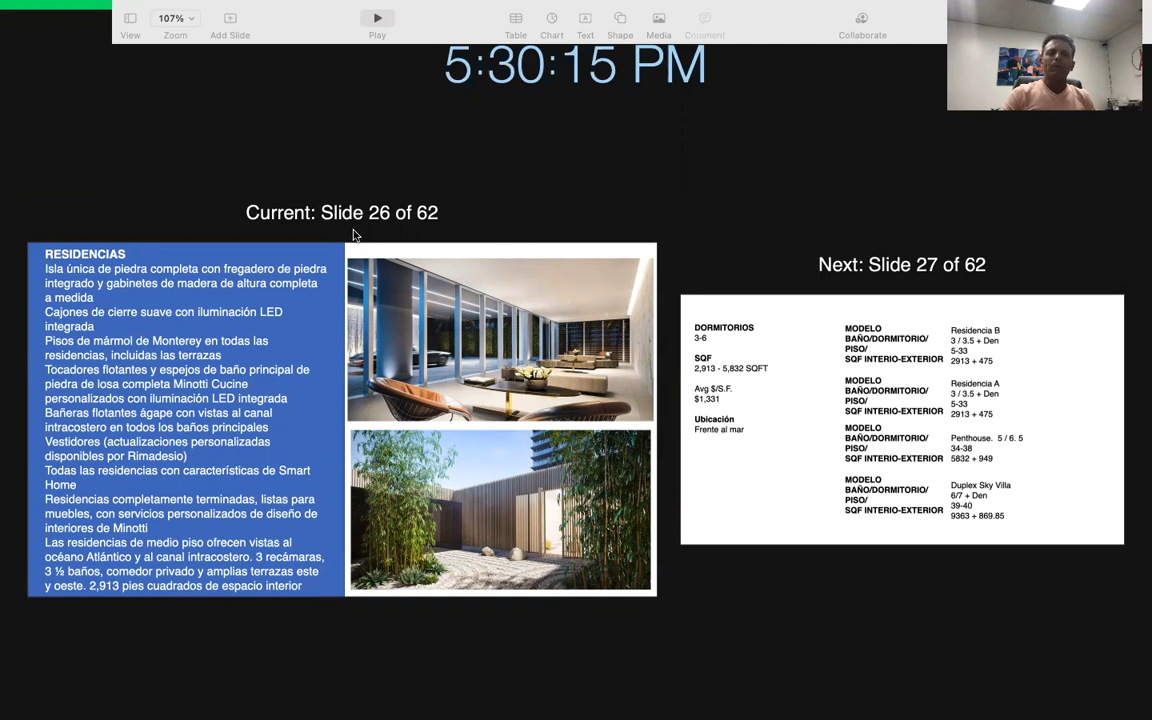 107%
View
Zoom
Add Slide
Play
Table
Chart
Text
Shape
Media
Comment
Collaborate
5:30:15 PM
Current: Slide 26 of 62
RESIDENCIAS
Isla única de piedra completa con fregadero de piedra
integrado y gabinetes de madera de altura completa
a medida
Cajones de cierre suave con iluminación LED
integrada
Pisos de mármol de Monterey en todas las
residencias, incluidas las terrazas
Tocadores flotantes y espejos de baño principal de
piedra de losa completa Minotti Cucine
personalizados con iluminación LED integrada
Bañeras flotantes ágape con vistas al canal
intracostero en todos los baños principales
Vestidores (actualizaciones personalizadas
disponibles por Rimadesio)
Todas las residencias con características de Smart
Home
Residencias completamente terminadas, listas para
muebles, con servicios personalizados de diseño de
interiores de Minotti
Las residencias de medio piso ofrecen vistas al
océano Atlántico y al canal intracostero. 3 recámaras,
3 ½ baños, comedor privado y amplias terrazas este
y oeste. 2,913 pies cuadrados de espacio interior
Next: Slide 27 of 62
DORMITORIOS
3-6
SQF
2,913 - 5,832 SQFT
Avg $/S.F.
$1,331
Ubicación
Frente al mar
MODELO
BAÑO/DORMITORIO/
PISO/
SQF INTERIO-EXTERIOR
Residencia B
3 / 3.5 + Den
5-33
2913 + 475
MODELO
BAÑO/DORMITORIO/
PISO/
SQF INTERIO-EXTERIOR
Residencia A
3 / 3.5 + Den
5-33
2913 + 475
MODELO
BAÑO/DORMITORIO/
PISO/
SQF INTERIO-EXTERIOR
Penthouse. 5 / 6. 5
34-38
5832 + 949
MODELO
BAÑO/DORMITORIO/
PISO/
SQF INTERIO-EXTERIOR
Duplex Sky Villa
6/7 + Den
39-40
9363 + 869.85